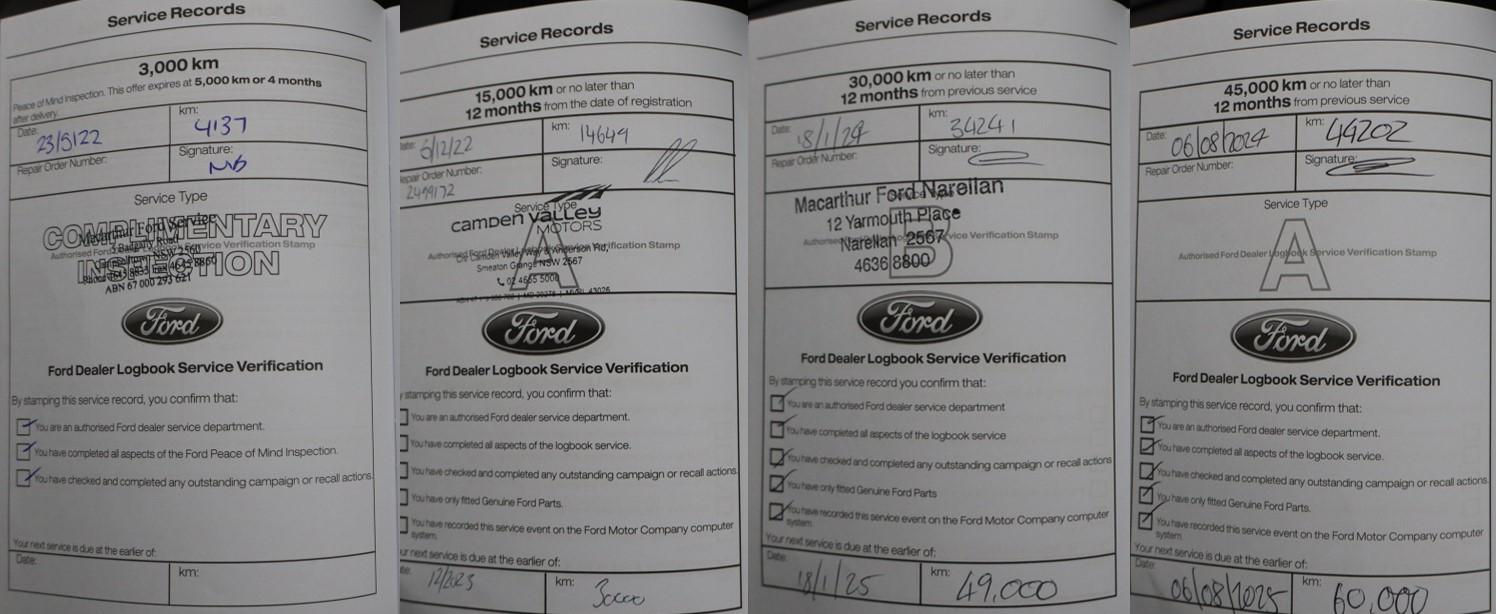 Service Records
3,000 km
Peace of Mind Inspection. This offer expires at 5,000 km or 4 months
after delivery.
Date: 23/5/22
km: 4137
Repair Order Number:
Signature: MB
Service Type
COMPLIMENTARY
INSPECTION
Macarthur Ford Service
Authorised Ford Service Verification Stamp
ABN 67 000 293 621
Ford
Ford Dealer Logbook Service Verification
By stamping this service record, you confirm that:
You are an authorised Ford dealer service department.
You have completed all aspects of the Ford Peace of Mind Inspection.
You have checked and completed any outstanding campaign or recall actions.
Your next service is due at the earlier of:
Date:
km:
Service Records
15,000 km or no later than
12 months from the date of registration
6/12/22
km: 14649
Repair Order Number:
2499172
Signature:
Service Type
camden valley
MOTORS
A
Authorised Ford Dealer Logbook Service Verification Stamp
Cnr Camden Valley Way & Anderson Rd,
Smeaton Grange NSW 2567
02 4655 5000
Ford
Ford Dealer Logbook Service Verification
y stamping this service record, you confirm that:
You are an authorised Ford dealer service department.
You have completed all aspects of the logbook service.
You have checked and completed any outstanding campaign or recall actions.
You have only fitted Genuine Ford Parts.
You have recorded this service event on the Ford Motor Company computer
system.
ur next service is due at the earlier of:
12/2023
km: 30000
Service Records
30,000 km or no later than
12 months from previous service
Date: 18/1/24
km: 34241
Repair Order Number:
Signature:
Service Type
B
Macarthur Ford Narellan
12 Yarmouth Place
Authorised Service Verification Stamp
Narellan 2567
4636 8800
Ford
Ford Dealer Logbook Service Verification
By stamping this service record you confirm that:
You are an authorised Ford dealer service department
You have completed all aspects of the logbook service
You have checked and completed any outstanding campaign or recall actions
You have only fitted Genuine Ford Parts
You have recorded this service event on the Ford Motor Company computer
system.
Your next service is due at the earlier of:
Date: 18/1/25
km: 49,000
Service Records
45,000 km or no later than
12 months from previous service
Date: 06/08/2024
km: 44202
Repair Order Number:
Signature:
Service Type
A
Authorised Ford Dealer Logbook Service Verification Stamp
Ford
Ford Dealer Logbook Service Verification
By stamping this service record, you confirm that:
You are an authorised Ford dealer service department.
You have completed all aspects of the logbook service.
You have checked and completed any outstanding campaign or recall actions.
You have only fitted Genuine Ford Parts.
You have recorded this service event on the Ford Motor Company computer
system.
Your next service is due at the earlier of:
Date: 06/08/2025
km: 60,000